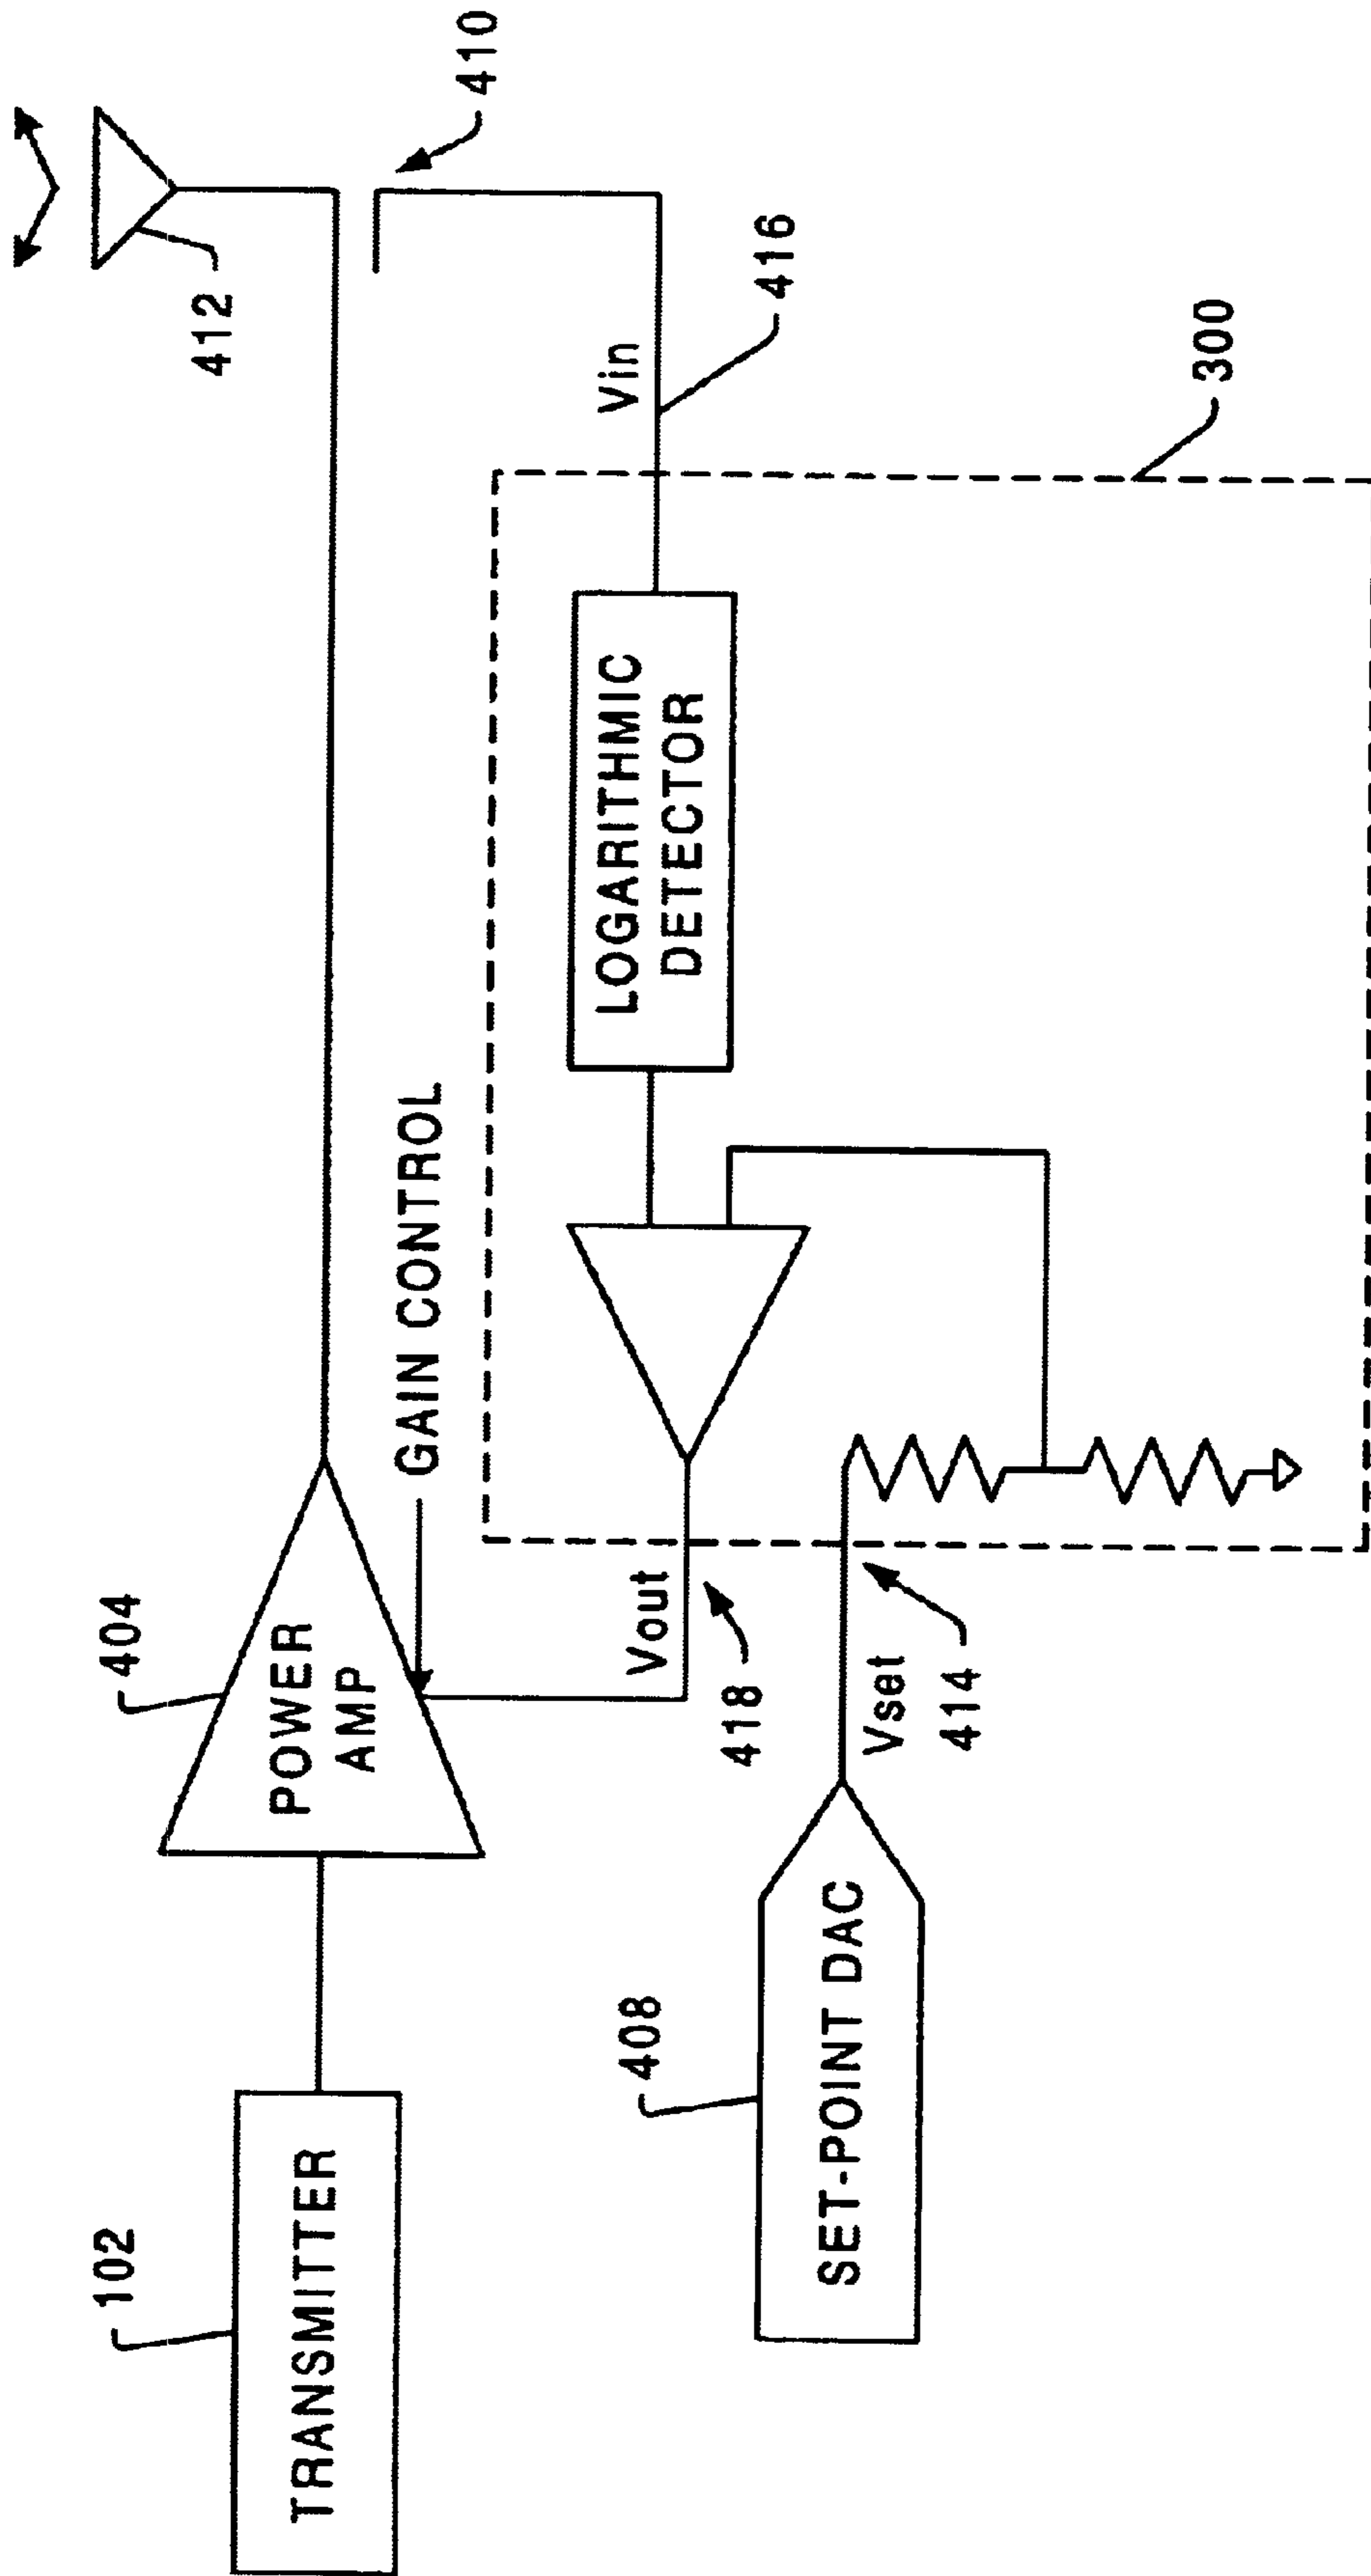 102
TRANSMITTER
404
POWER
AMP
412
410
GAIN CONTROL
Vout
418
Vin
416
LOGARITHMIC
DETECTOR
300
408
SET-POINT DAC
Vset
414